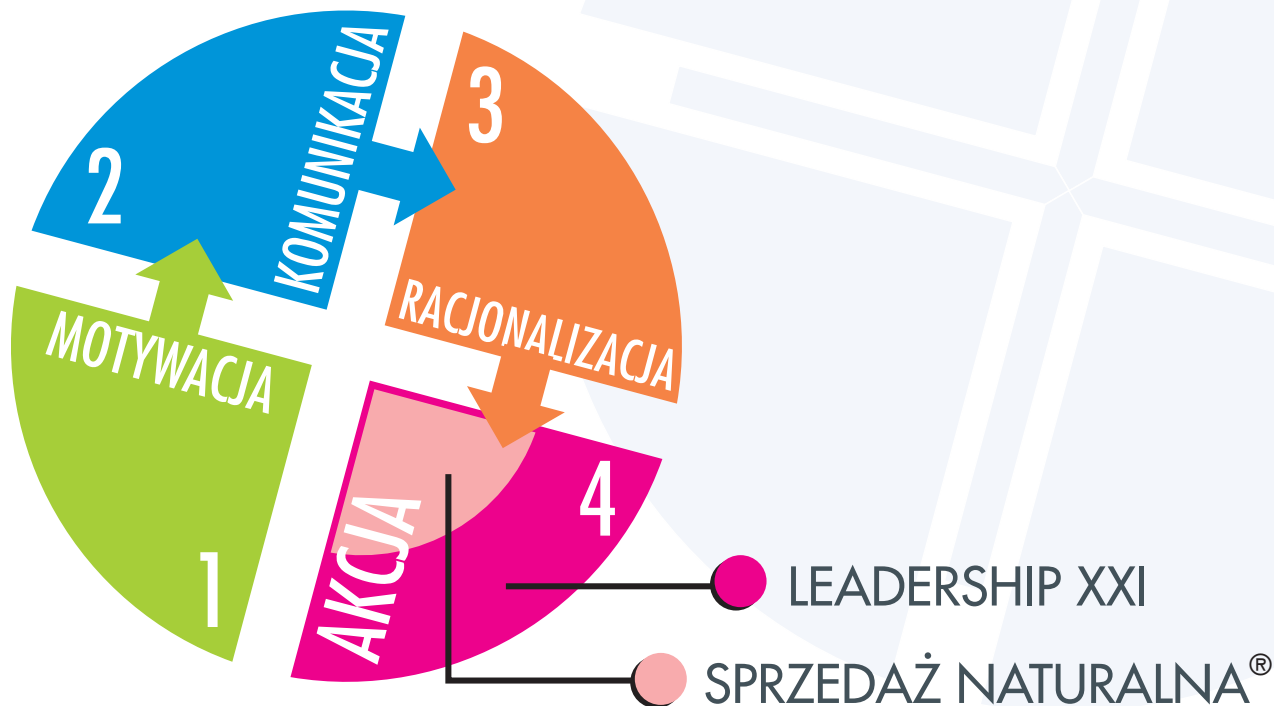 2
KOMUNIKACJA
3
MOTYWACJA
1
RACJONALIZACJA
AKCJA
4
LEADERSHIP XXI
SPRZEDAŻ NATURALNA®